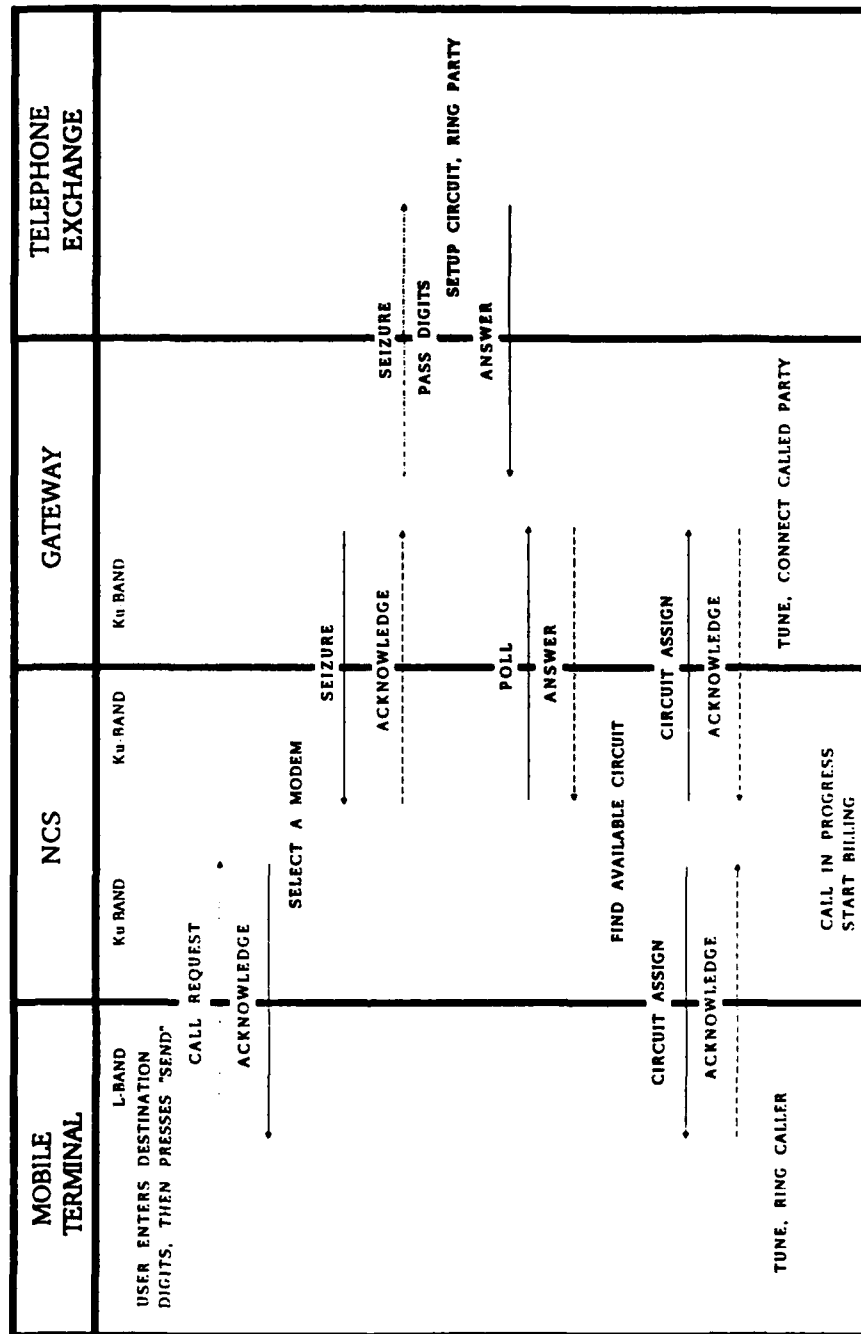 MOBILE
TERMINAL
NCS
GATEWAY
TELEPHONE
EXCHANGE
L-BAND
Ku BAND
Ku-BAND
Ku BAND
USER ENTERS DESTINATION
DIGITS, THEN PRESSES "SEND"
CALL REQUEST
ACKNOWLEDGE
SELECT A MODEM
SEIZURE
ACKNOWLEDGE
SEIZURE
PASS DIGITS
SETUP CIRCUIT, RING PARTY
ANSWER
POLL
ANSWER
FIND AVAILABLE CIRCUIT
CIRCUIT ASSIGN
ACKNOWLEDGE
CIRCUIT ASSIGN
ACKNOWLEDGE
TUNE, RING CALLER
TUNE, CONNECT CALLED PARTY
CALL IN PROGRESS
START BILLING